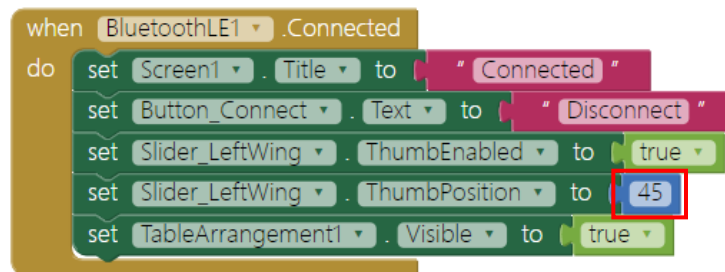 when BluetoothLE1 .Connected
do set Screen1 . Title to " Connected "
set Button_Connect . Text to " Disconnect "
set Slider_LeftWing . ThumbEnabled to true
set Slider_LeftWing . ThumbPosition to 45
set TableArrangement1 . Visible to true